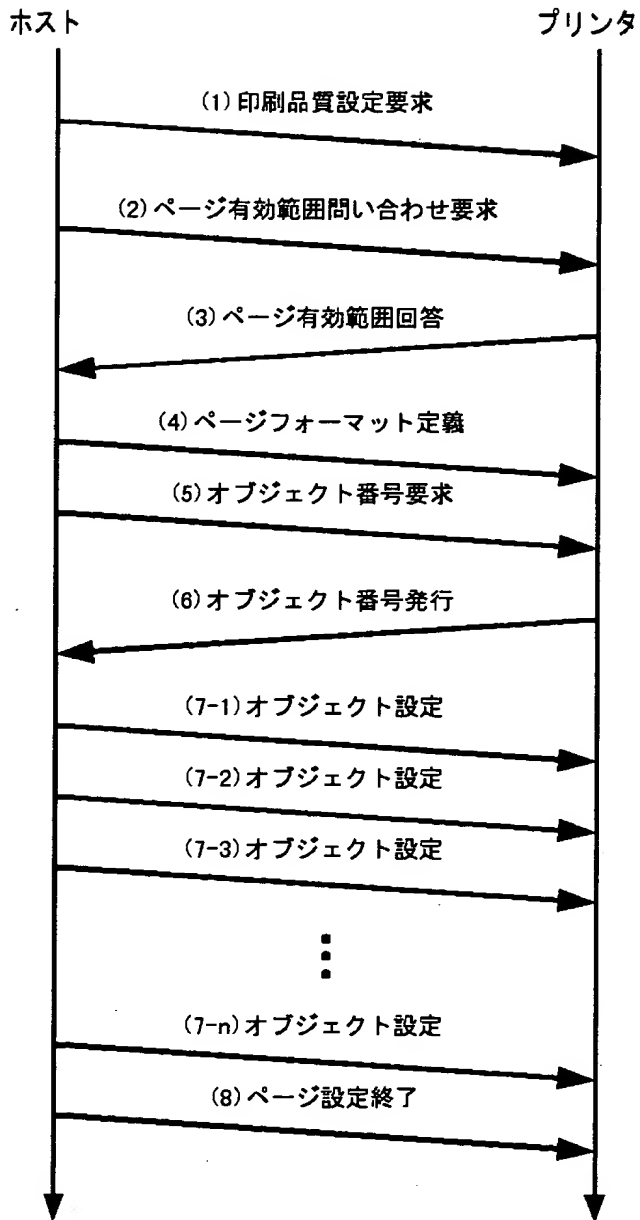 ホスト
プリンタ
(1)印刷品質設定要求
(2)ページ有効範囲問い合わせ要求
(3)ページ有効範囲回答
(4)ページフォーマット定義
(5)オブジェクト番号要求
(6)オブジェクト番号発行
(7-1)オブジェクト設定
(7-2)オブジェクト設定
(7-3)オブジェクト設定
(7-n)オブジェクト設定
(8)ページ設定終了